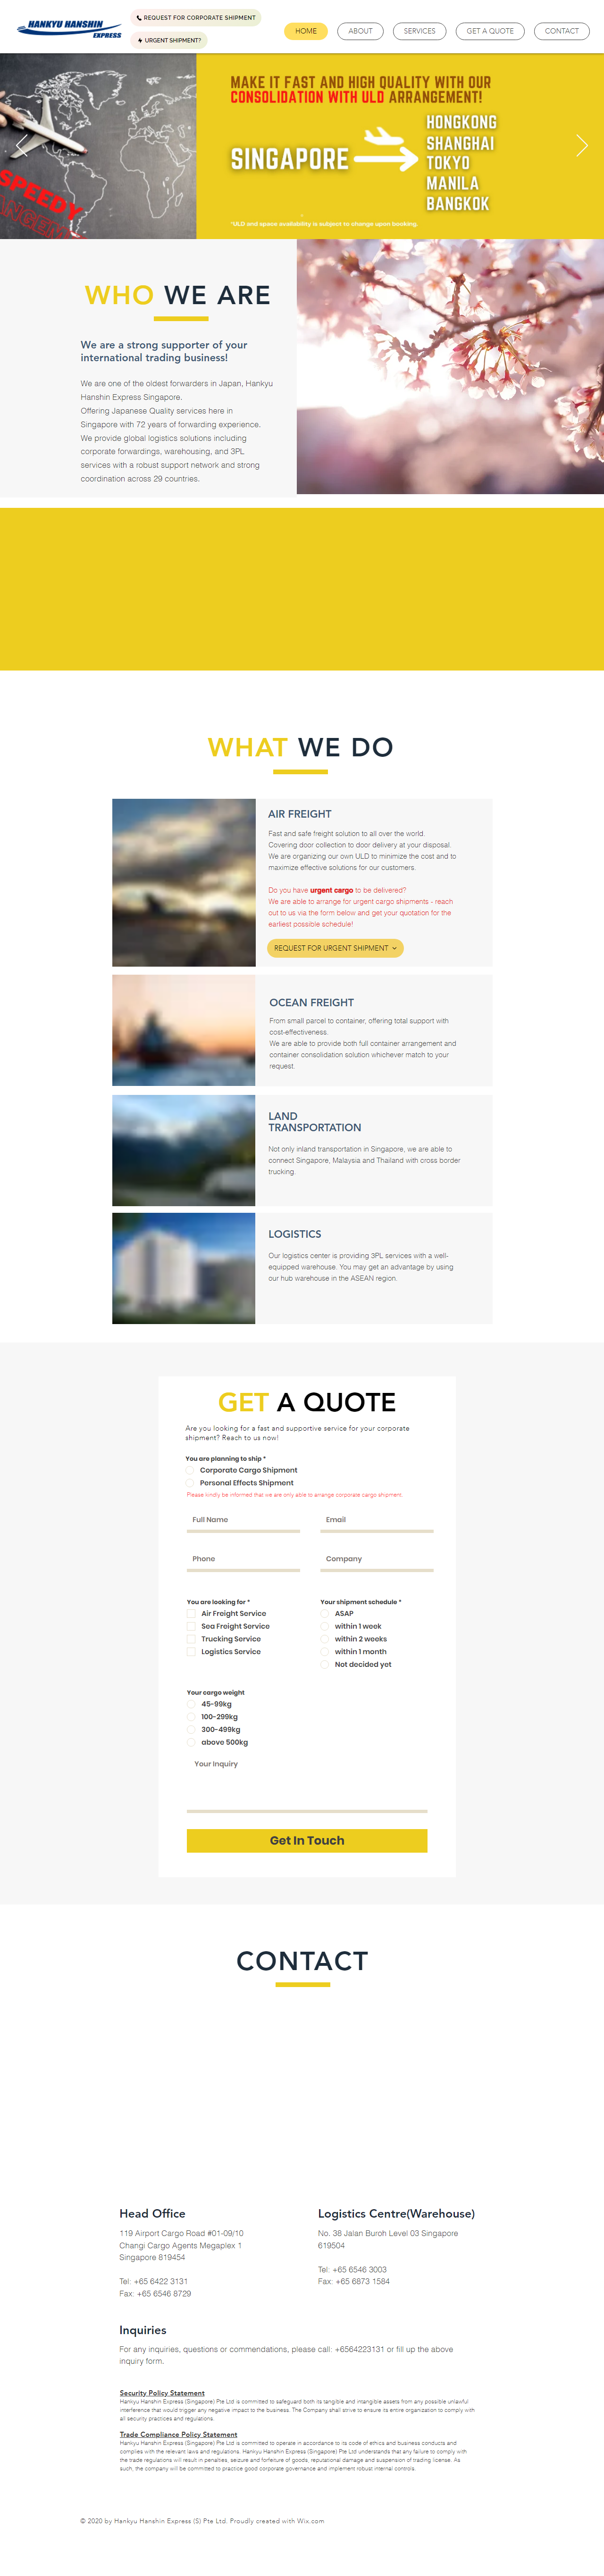 HANKYU HANSHIN
EXPRESS
REQUEST FOR CORPORATE SHIPMENT
URGENT SHIPMENT?
HOME
ABOUT
SERVICES
GET A QUOTE
CONTACT
SPEEDY
MAKE IT FAST AND HIGH QUALITY WITH OUR
CONSOLIDATION WITH ULD ARRANGEMENT!
SINGAPORE
HONGKONG
SHANGHAI
TOKYO
MANILA
BANGKOK
*ULD and space availability is subject to change upon booking.
WHO WE ARE
We are a strong supporter of your
international trading business!
We are one of the oldest forwarders in Japan, Hankyu
Hanshin Express Singapore.
Offering Japanese Quality services here in
Singapore with 72 years of forwarding experience.
We provide global logistics solutions including
corporate forwardings, warehousing, and 3PL
services with a robust support network and strong
coordination across 29 countries.
WHAT WE DO
AIR FREIGHT
Fast and safe freight solution to all over the world.
Covering door collection to door delivery at your disposal.
We are organizing our own ULD to minimize the cost and to
maximize effective solutions for our customers.
Do you have urgent cargo to be delivered?
We are able to arrange for urgent cargo shipments - reach
out to us via the form below and get your quotation for the
earliest possible schedule!
REQUEST FOR URGENT SHIPMENT
OCEAN FREIGHT
From small parcel to container, offering total support with
cost-effectiveness.
We are able to provide both full container arrangement and
container consolidation solution whichever match to your
request.
LAND
TRANSPORTATION
Not only inland transportation in Singapore, we are able to
connect Singapore, Malaysia and Thailand with cross border
trucking.
LOGISTICS
Our logistics center is providing 3PL services with a well-
equipped warehouse. You may get an advantage by using
our hub warehouse in the ASEAN region.
GET A QUOTE
Are you looking for a fast and supportive service for your corporate
shipment? Reach to us now!
You are planning to ship *
Corporate Cargo Shipment
Personal Effects Shipment
Please kindly be informed that we are only able to arrange corporate cargo shipment.
Full Name
Email
Phone
Company
You are looking for *
Air Freight Service
Sea Freight Service
Trucking Service
Logistics Service
Your shipment schedule *
ASAP
within 1 week
within 2 weeks
within 1 month
Not decided yet
Your cargo weight
45-99kg
100-299kg
300-499kg
above 500kg
Your Inquiry
Get In Touch
CONTACT
Head Office
119 Airport Cargo Road #01-09/10
Changi Cargo Agents Megaplex 1
Singapore 819454
Tel: +65 6422 3131
Fax: +65 6546 8729
Logistics Centre(Warehouse)
No. 38 Jalan Buroh Level 03 Singapore
619504
Tel: +65 6546 3003
Fax: +65 6873 1584
Inquiries
For any inquiries, questions or commendations, please call: +6564223131 or fill up the above
inquiry form.
Security Policy Statement
Hankyu Hanshin Express (Singapore) Pte Ltd is committed to safeguard both its tangible and intangible assets from any possible unlawful
interference that would trigger any negative impact to the business. The Company shall strive to ensure its entire organization to comply with
all security practices and regulations.
Trade Compliance Policy Statement
Hankyu Hanshin Express (Singapore) Pte Ltd is committed to operate in accordance to its code of ethics and business conducts and
complies with the relevant laws and regulations. Hankyu Hanshin Express (Singapore) Pte Ltd understands that any failure to comply with
the trade regulations will result in penalties, seizure and forfeiture of goods, reputational damage and suspension of trading license. As
such, the company will be committed to practice good corporate governance and implement robust internal controls.
© 2020 by Hankyu Hanshin Express (S) Pte Ltd. Proudly created with Wix.com